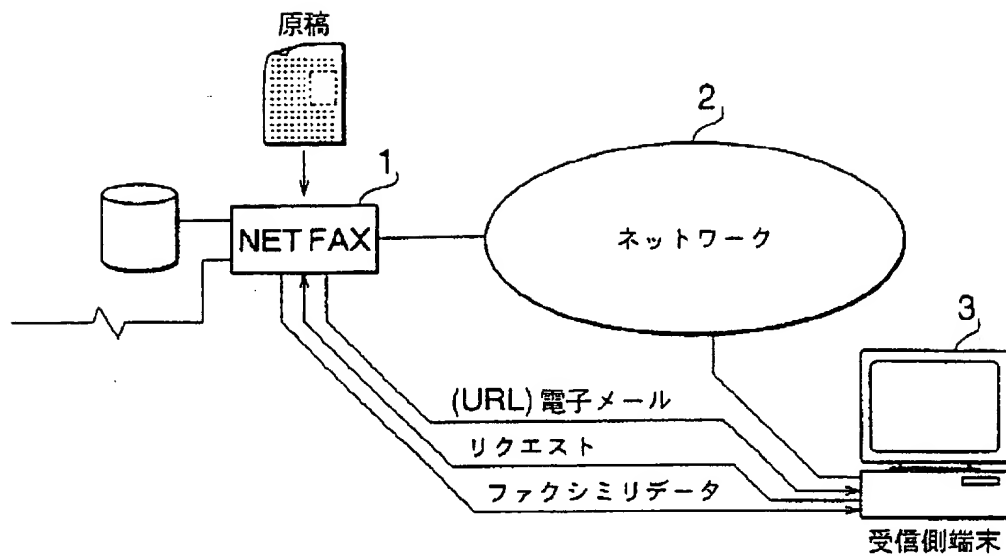 原稿
1
NET FAX
2
ネットワーク
3
(URL) 電子メール
リクエスト
ファクシミリデータ
受信側端末